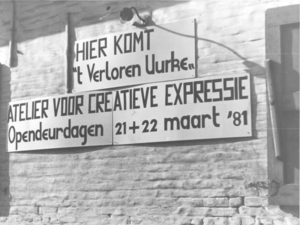 HIER KOMT
"t Verloren Uurke„
ATELIER VOOR CREATIEVE EXPRESSIE
Opendeurdagen 21+22 maart '81